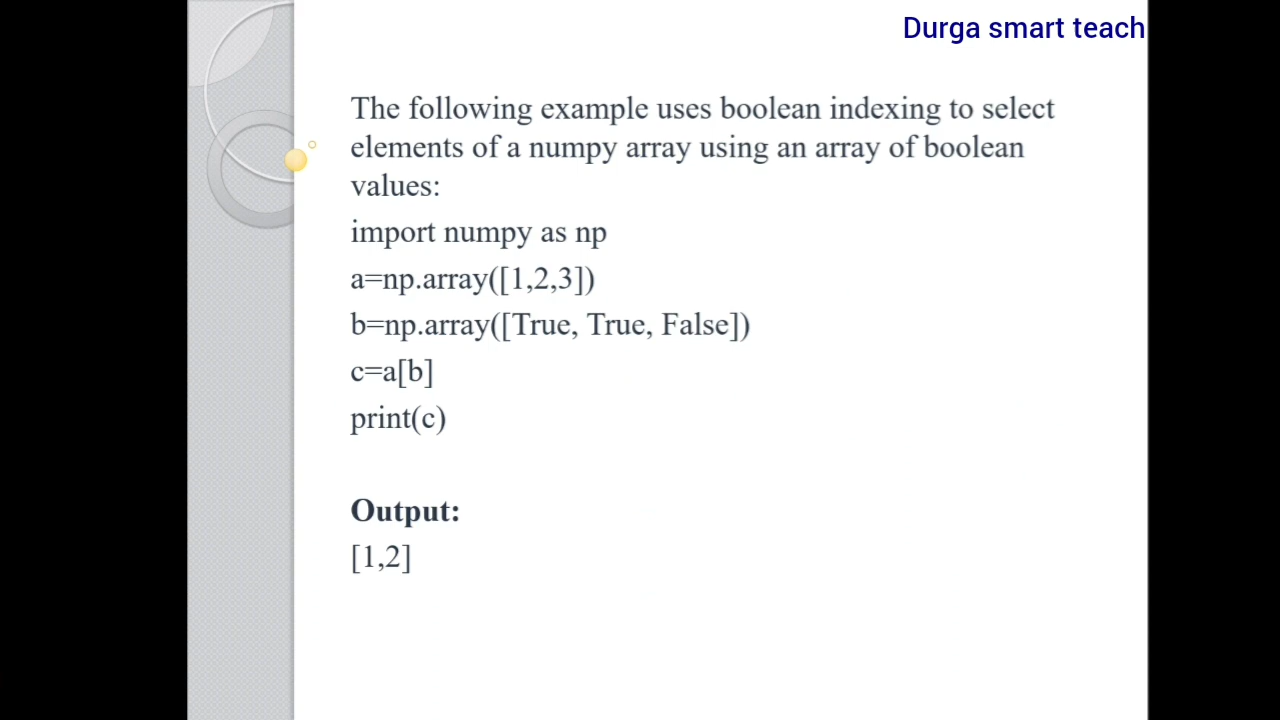 Durga smart teach
The following example uses boolean indexing to select
elements of a numpy array using an array of boolean
values:
import numpy as np
a=np.array([1,2,3])
b=np.array([True, True, False])
c=a[b]
print(c)
Output:
[1,2]